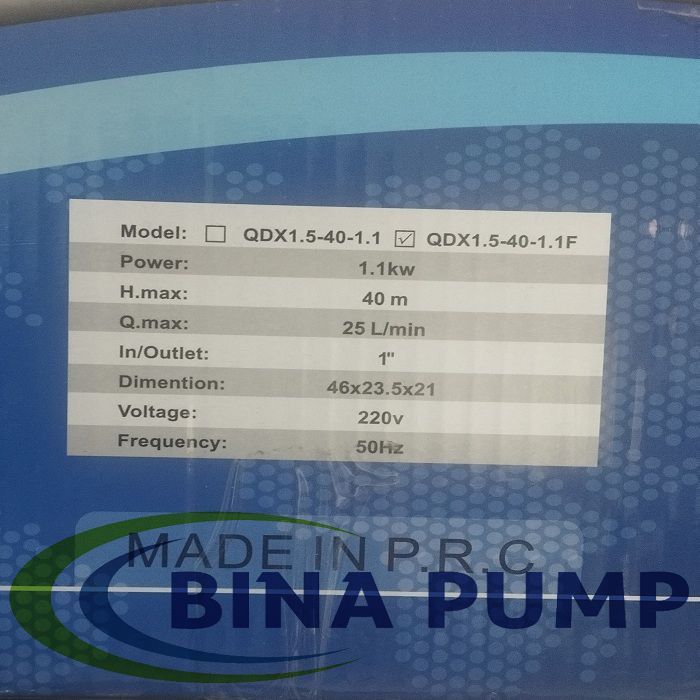 Model: ☐ QDX1.5-40-1.1 ☑ QDX1.5-40-1.1F
Power: 1.1kw
H.max: 40 m
Q.max: 25 L/min
In/Outlet: 1"
Dimention: 46x23.5x21
Voltage: 220v
Frequency: 50Hz
MADE IN P.R.C
BINA PUMP